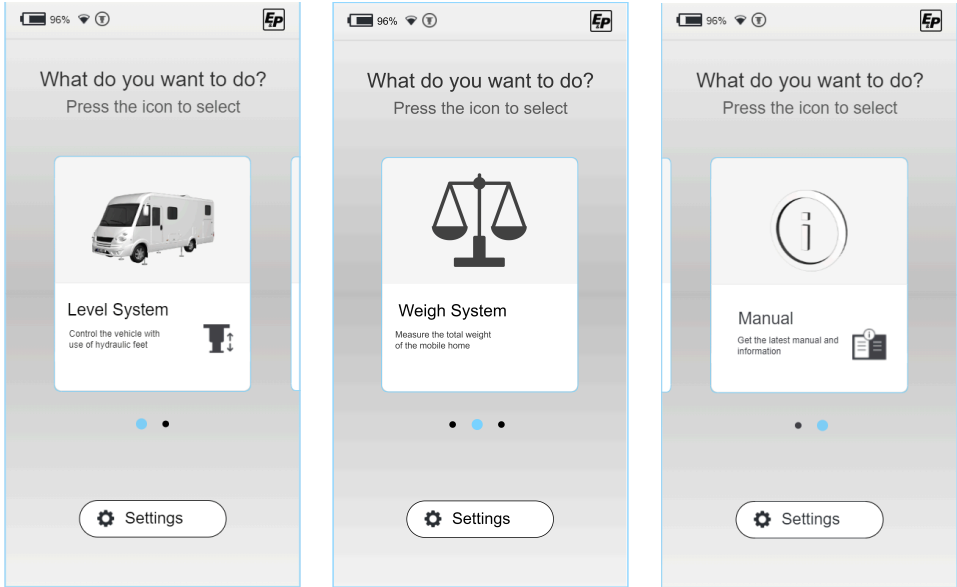 96%
E&P
What do you want to do?
Press the icon to select
Level System
Control the vehicle with
use of hydraulic feet
Settings
96%
E&P
What do you want to do?
Press the icon to select
Weigh System
Measure the total weight
of the mobile home
Settings
96%
E&P
What do you want to do?
Press the icon to select
i
Manual
Get the latest manual and
information
i
Settings